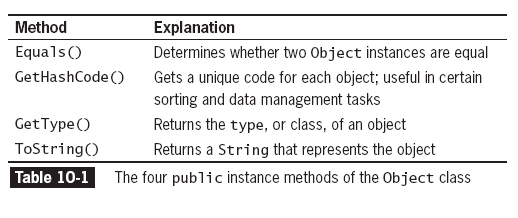 Method Explanation
Equals() Determines whether two Object instances are equal
GetHashCode() Gets a unique code for each object; useful in certain
sorting and data management tasks
GetType() Returns the type, or class, of an object
ToString() Returns a String that represents the object
Table 10-1 The four public instance methods of the Object class